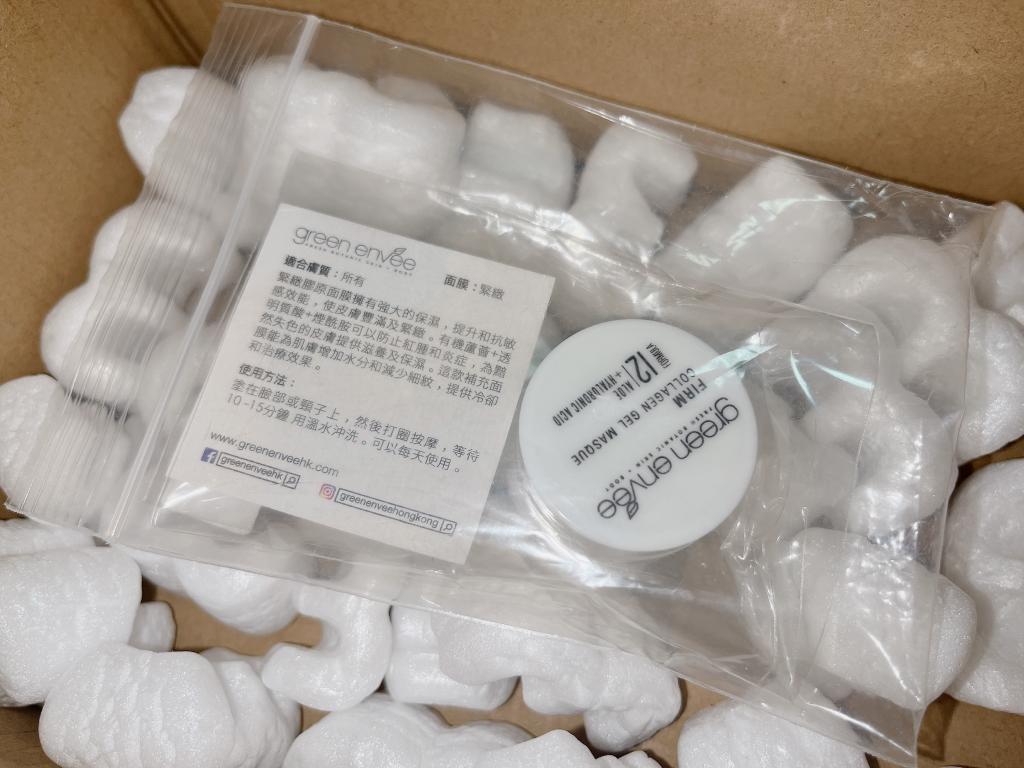 green envee
FRESH BOTANIC SKIN + BODY
適合膚質：所有 面膜：緊緻
緊緻膠原面膜擁有強大的保濕，提升和抗敏
感效能，使皮膚豐滿及緊緻。有機蘆薈+透
明質酸+煙酰胺可以防止紅腫和炎症，為黯
然失色的皮膚提供滋養及保濕。這款補充面
膜能為肌膚增加水分和減少細紋，提供冷卻
和治療效果。
使用方法：
塗在臉部或頸子上，然後打圈按摩，等待
10 -15分鐘 用溫水沖洗。可以每天使用。
www.greenenveehk.com
greenenveehk
greenenveehongkong
green envee
FRESH BOTANIC SKIN + BODY
FIRM
COLLAGEN GEL MASQUE
FORMULA
12
ALOE
+HYALURONIC ACID